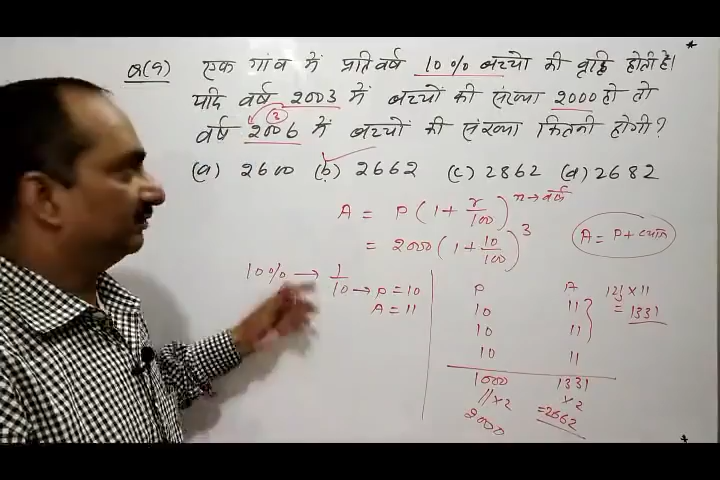 Q(9) एक गांव में प्रतिवर्ष 10% बच्चो की वृद्धि होती है।
यदि वर्ष 2003 में बच्चों की संख्या 2000 हो तो
(3)
वर्ष 2006 में बच्चों की संख्या कितनी होगी?
(a) 2600 (b) 2662 (c) 2862 (d) 2682
A = P(1 + r/100)^n→वर्ष
= 2000(1 + 10/100)^3
A = P + ब्याज
10% → 1/10 → P = 10
A = 11
P A
10 11
10 11
10 11
1000 1331
121 × 11
= 1331
//×2 ×2
2000 =2662